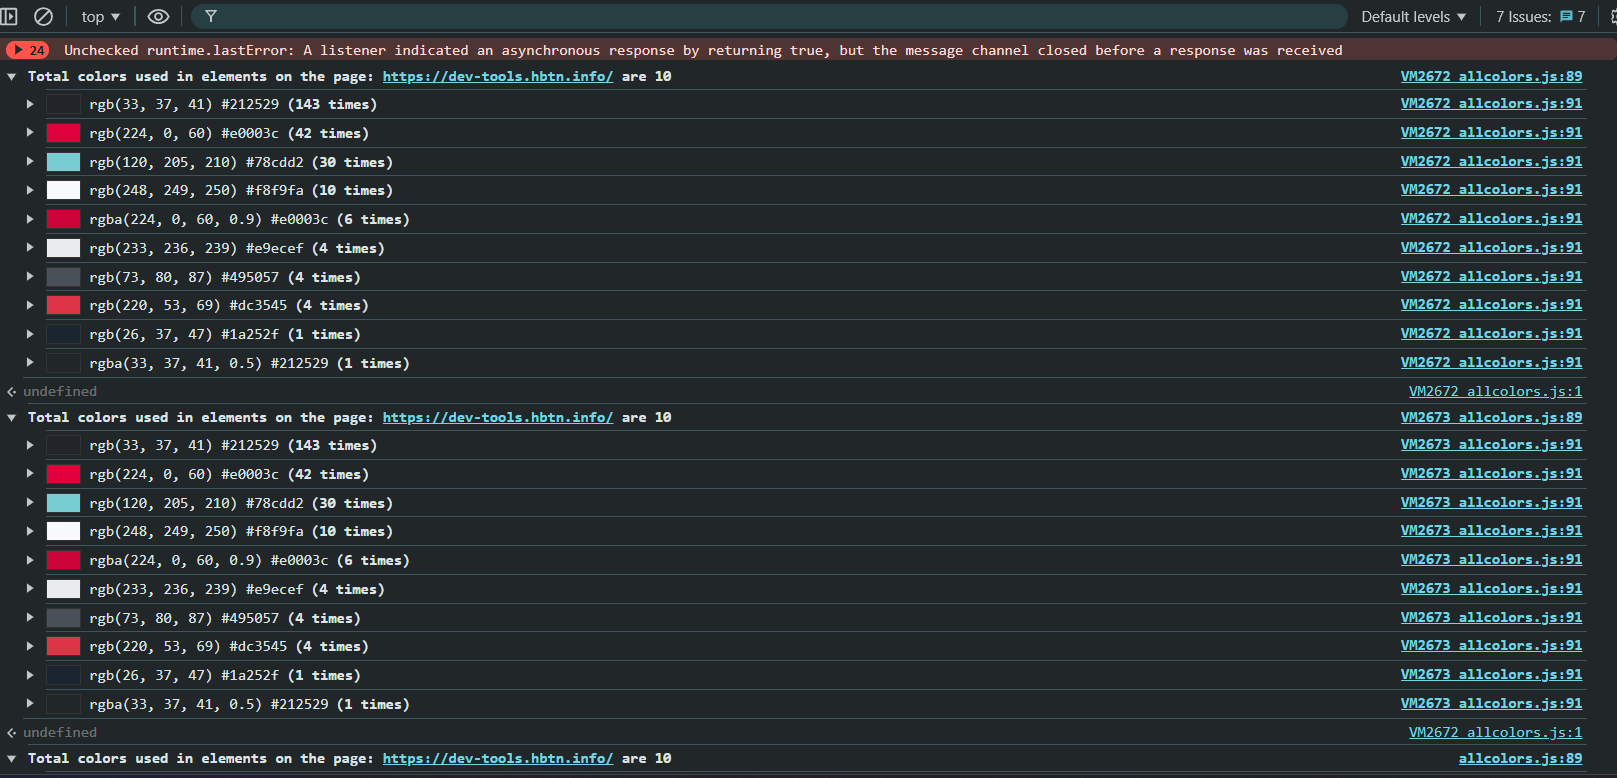 top ▼ Default levels ▼ 7 Issues: 7
24 Unchecked runtime.lastError: A listener indicated an asynchronous response by returning true, but the message channel closed before a response was received
Total colors used in elements on the page: https://dev-tools.hbtn.info/ are 10 VM2672 allcolors.js:89
rgb(33, 37, 41) #212529 (143 times) VM2672 allcolors.js:91
rgb(224, 0, 60) #e0003c (42 times) VM2672 allcolors.js:91
rgb(120, 205, 210) #78cdd2 (30 times) VM2672 allcolors.js:91
rgb(248, 249, 250) #f8f9fa (10 times) VM2672 allcolors.js:91
rgba(224, 0, 60, 0.9) #e0003c (6 times) VM2672 allcolors.js:91
rgb(233, 236, 239) #e9ecef (4 times) VM2672 allcolors.js:91
rgb(73, 80, 87) #495057 (4 times) VM2672 allcolors.js:91
rgb(220, 53, 69) #dc3545 (4 times) VM2672 allcolors.js:91
rgb(26, 37, 47) #1a252f (1 times) VM2672 allcolors.js:91
rgba(33, 37, 41, 0.5) #212529 (1 times) VM2672 allcolors.js:91
undefined VM2672 allcolors.js:1
Total colors used in elements on the page: https://dev-tools.hbtn.info/ are 10 VM2673 allcolors.js:89
rgb(33, 37, 41) #212529 (143 times) VM2673 allcolors.js:91
rgb(224, 0, 60) #e0003c (42 times) VM2673 allcolors.js:91
rgb(120, 205, 210) #78cdd2 (30 times) VM2673 allcolors.js:91
rgb(248, 249, 250) #f8f9fa (10 times) VM2673 allcolors.js:91
rgba(224, 0, 60, 0.9) #e0003c (6 times) VM2673 allcolors.js:91
rgb(233, 236, 239) #e9ecef (4 times) VM2673 allcolors.js:91
rgb(73, 80, 87) #495057 (4 times) VM2673 allcolors.js:91
rgb(220, 53, 69) #dc3545 (4 times) VM2673 allcolors.js:91
rgb(26, 37, 47) #1a252f (1 times) VM2673 allcolors.js:91
rgba(33, 37, 41, 0.5) #212529 (1 times) VM2673 allcolors.js:91
undefined VM2672 allcolors.js:1
Total colors used in elements on the page: https://dev-tools.hbtn.info/ are 10 allcolors.js:89